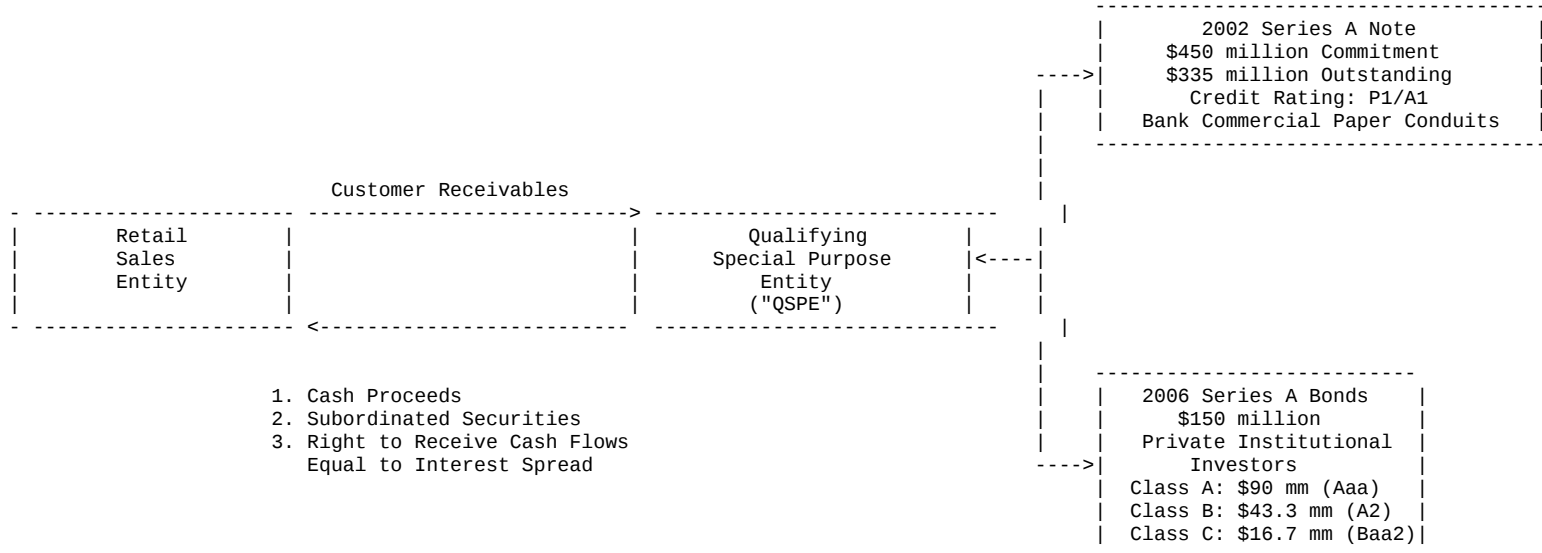 2002 Series A Note
$450 million Commitment
$335 million Outstanding
Credit Rating: P1/A1
Bank Commercial Paper Conduits
Customer Receivables
Retail
Sales
Entity
Qualifying
Special Purpose
Entity
("QSPE")
1. Cash Proceeds
2. Subordinated Securities
3. Right to Receive Cash Flows
Equal to Interest Spread
2006 Series A Bonds
$150 million
Private Institutional
Investors
Class A: $90 mm (Aaa)
Class B: $43.3 mm (A2)
Class C: $16.7 mm (Baa2)